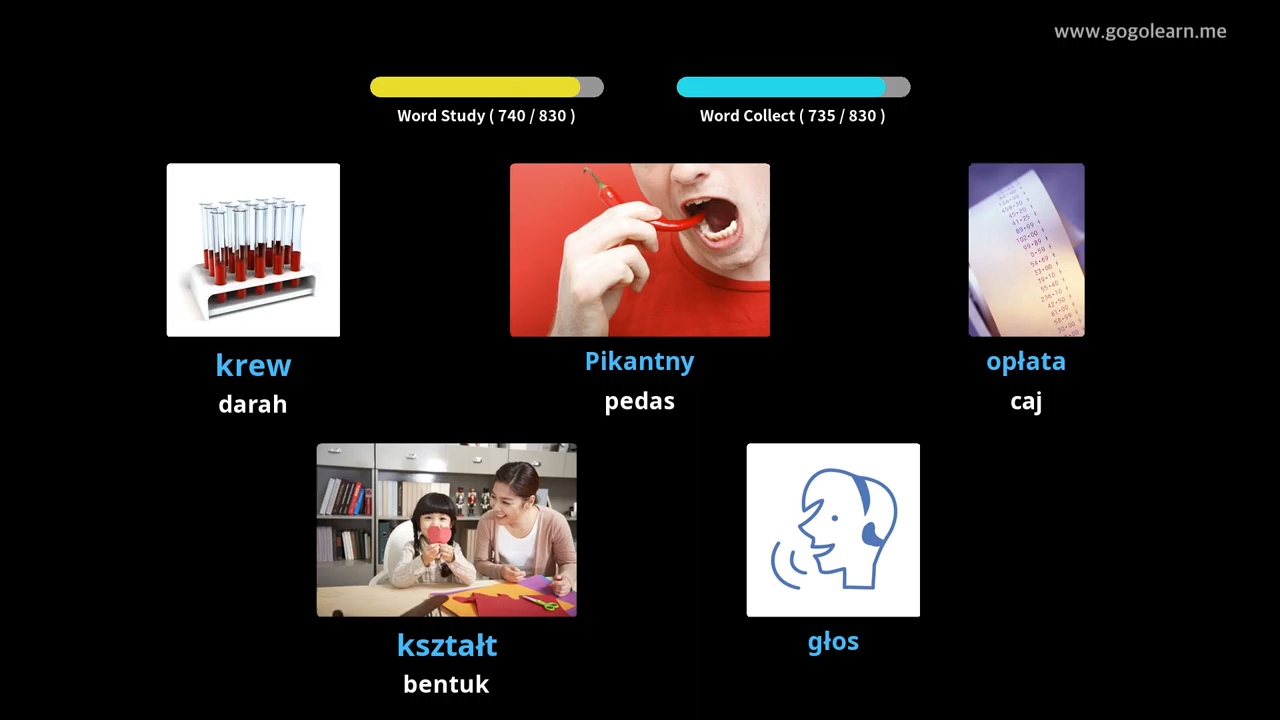 www.gogolearn.me
Word Study ( 740 / 830 )
Word Collect ( 735 / 830 )
krew
darah
Pikantny
pedas
opłata
caj
kształt
bentuk
głos